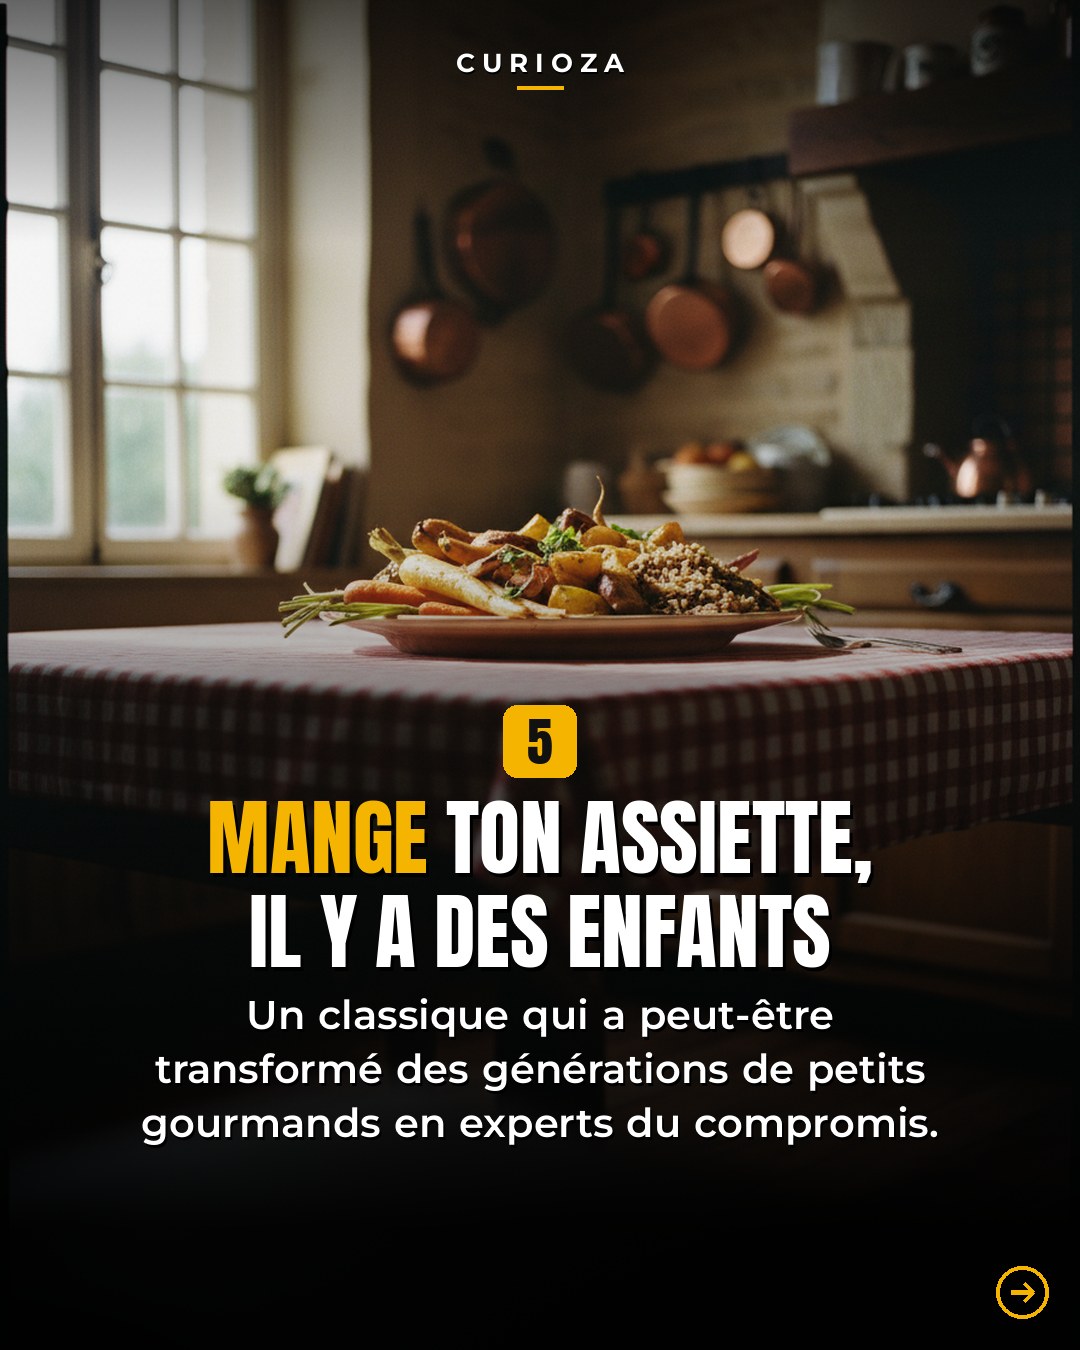 CURIOZA
5
MANGE TON ASSIETTE,
IL Y A DES ENFANTS
Un classique qui a peut-être
transformé des générations de petits
gourmands en experts du compromis.